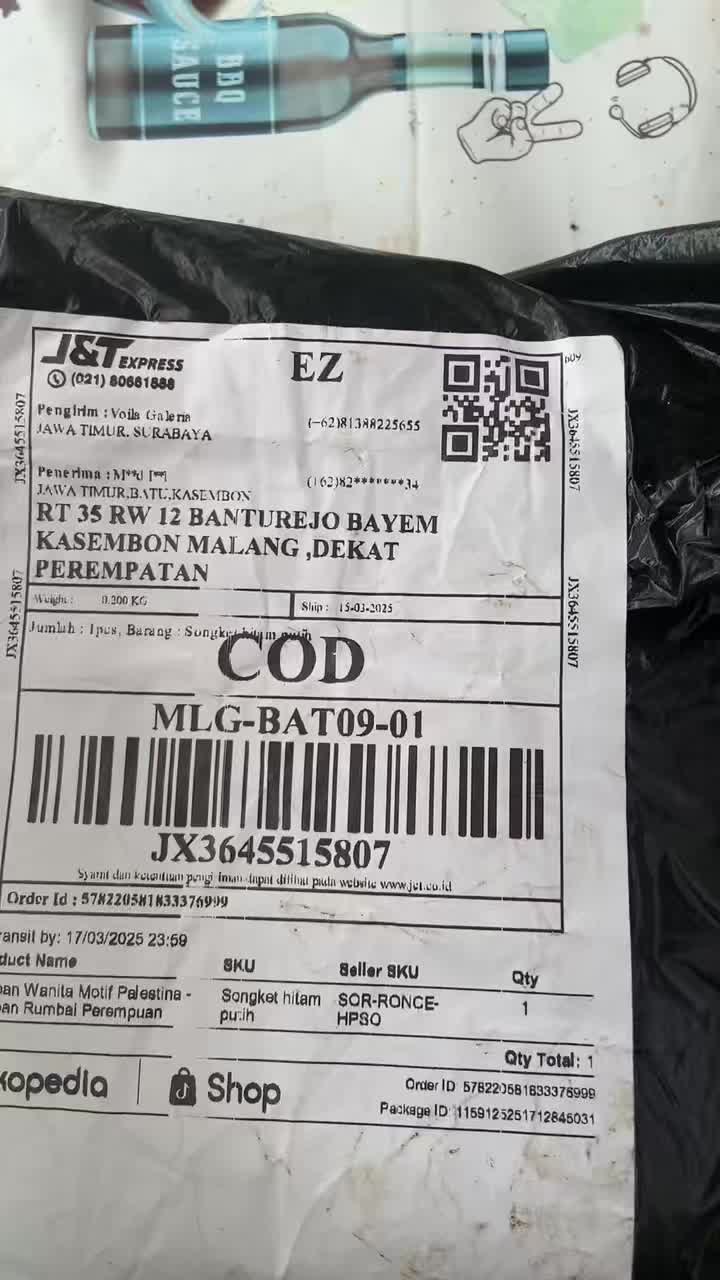 BBQ
SAUCE
J&T EXPRESS
(021) 80661888
EZ
Pengirim : Voila Galeria
(-62)81388225655
JAWA TIMUR. SURABAYA
Penerima : M**d [**]
(+62)82*******34
JAWA TIMUR,BATU,KASEMBON
RT 35 RW 12 BANTUREJO BAYEM
KASEMBON MALANG ,DEKAT
PEREMPATAN
Weight : 0.200 KG
Ship : 15-03-2025
Jumlah : 1pcs, Barang : Songket hitam putih
COD
MLG-BAT09-01
JX3645515807
Syarat dan ketentuan pengiriman dapat dilihat pada website www.jet.co.id
Order Id : 578220581833376999
JX3645515807
JX3645515807
JX3645515807
JX3645515807
ransit by: 17/03/2025 23:59
duct Name
SKU
Seller SKU
Qty
pan Wanita Motif Palestina -
pan Rumbai Perempuan
Songket hitam
putih
SOR-RONCE-
HPSO
1
Qty Total: 1
kopedia
Shop
Order ID 578220581833376999
Package ID 1159125251712845031